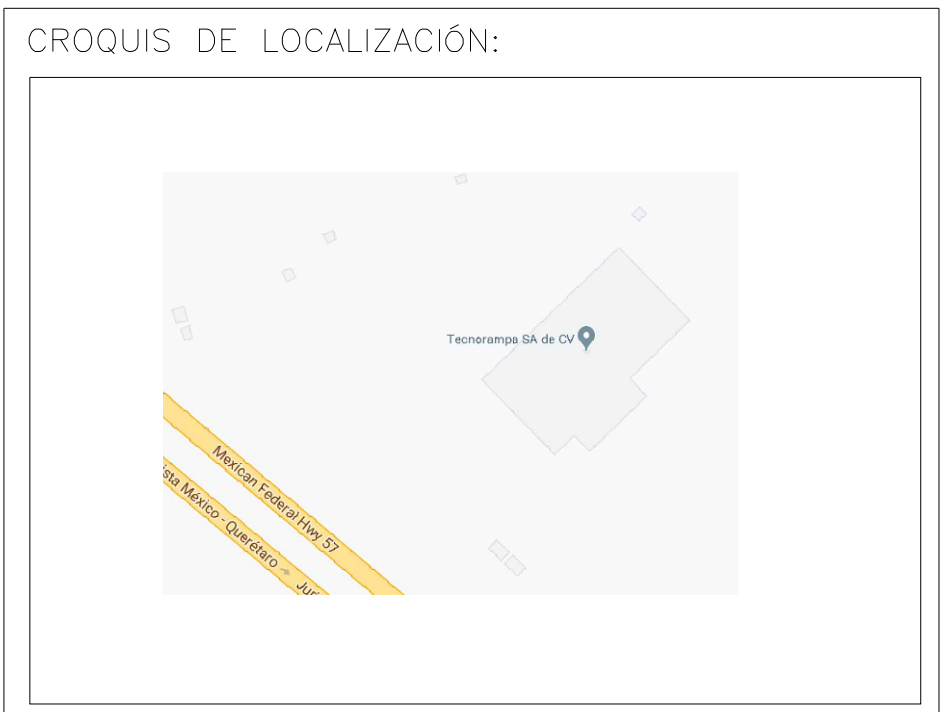 CROQUIS DE LOCALIZACIÓN:
Tecnorampa SA de CV
Mexican Federal Hwy 57
ista México - Querétaro